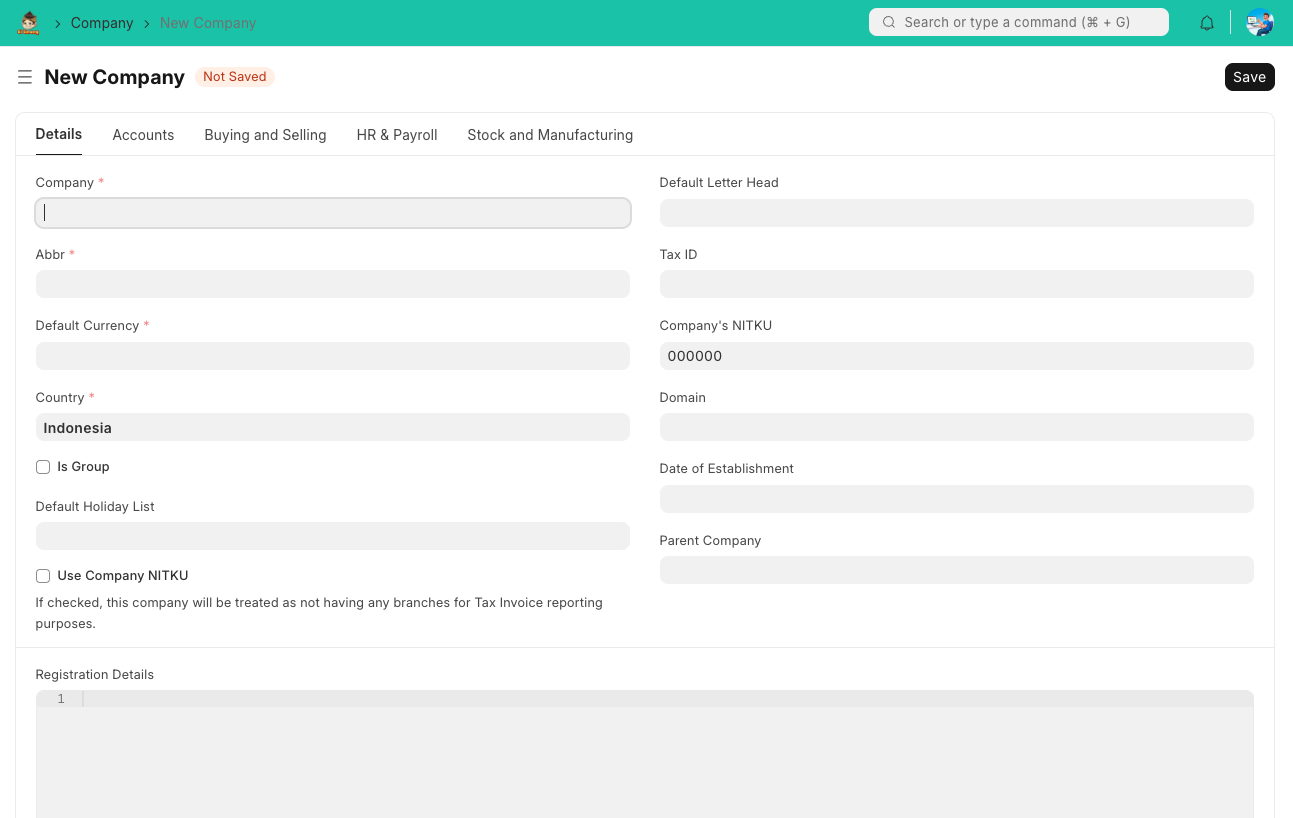 Company
New Company
Search or type a command (⌘ + G)
New Company
Not Saved
Save
Details
Accounts
Buying and Selling
HR & Payroll
Stock and Manufacturing
Company *
Abbr *
Default Currency *
Country *
Indonesia
Is Group
Default Holiday List
Use Company NITKU
If checked, this company will be treated as not having any branches for Tax Invoice reporting
purposes.
Default Letter Head
Tax ID
Company's NITKU
000000
Domain
Date of Establishment
Parent Company
Registration Details
1